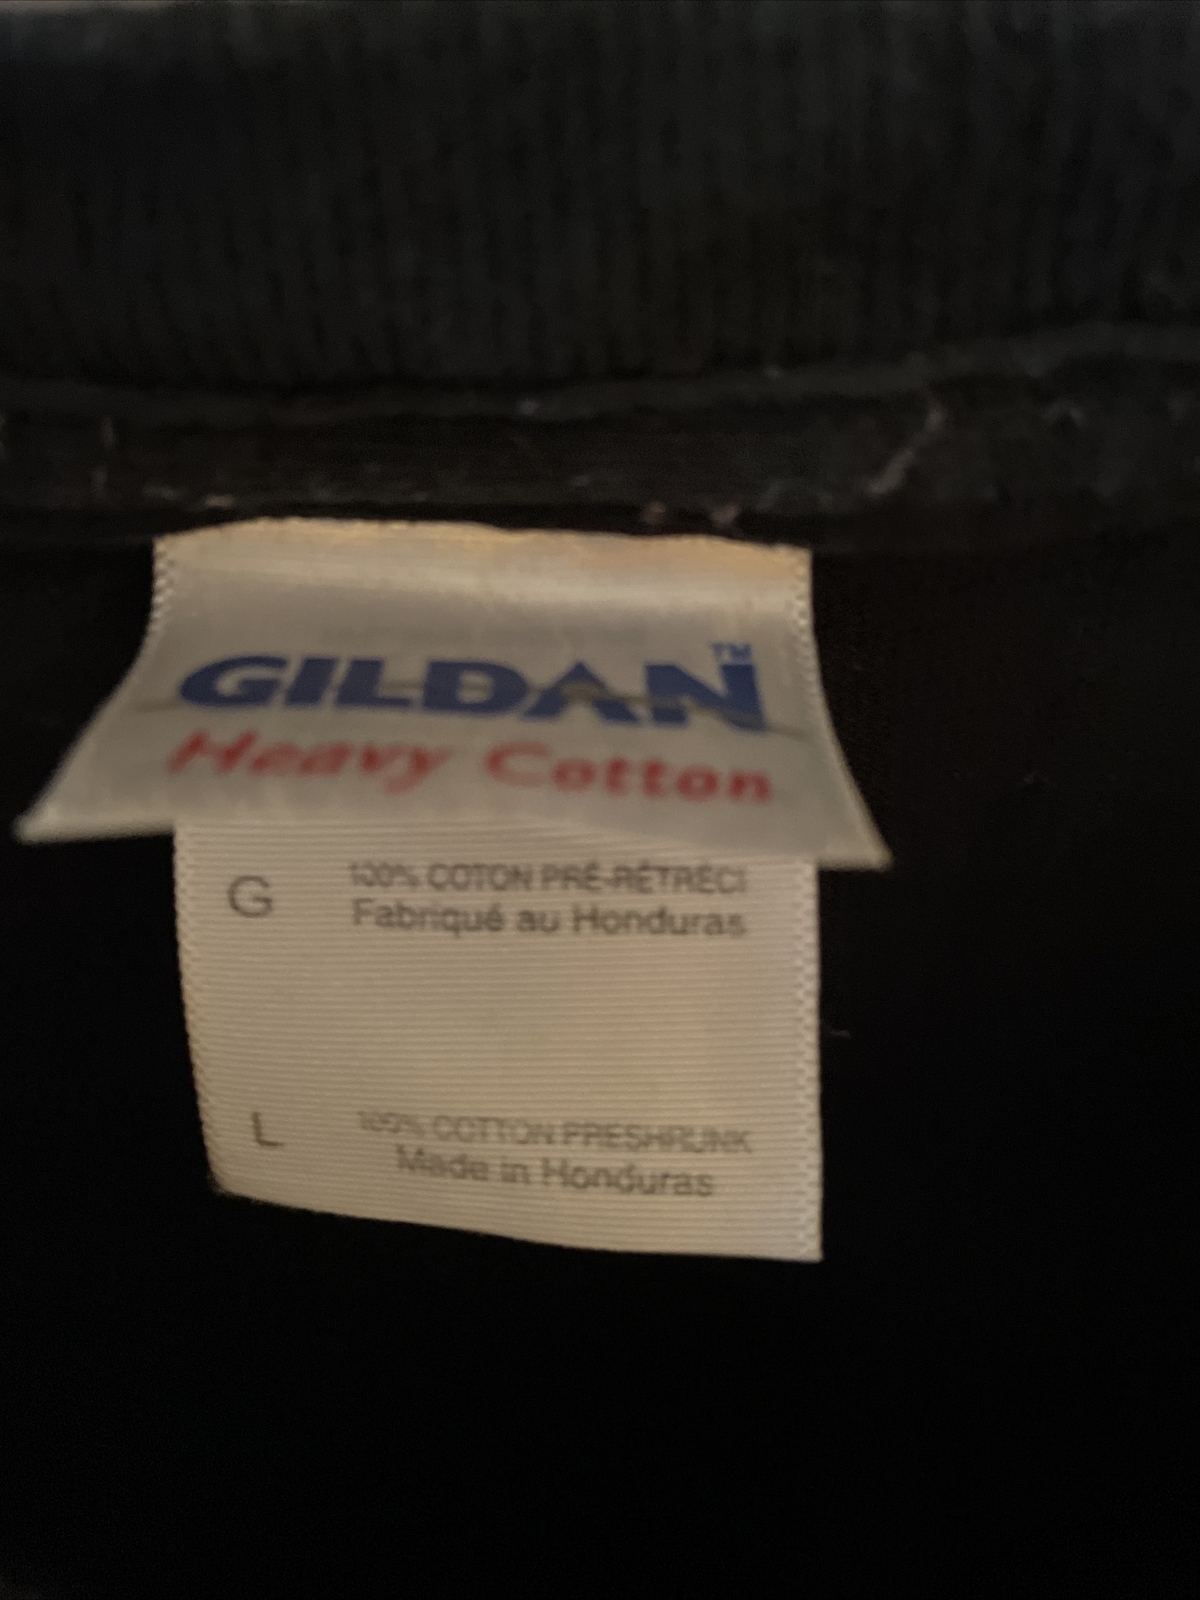 GILDAN™
Heavy Cotton
G 100% COTON PRÉ-RÉTRÉCI
Fabriqué au Honduras
L 100% COTTON PRESHRUNK
Made in Honduras